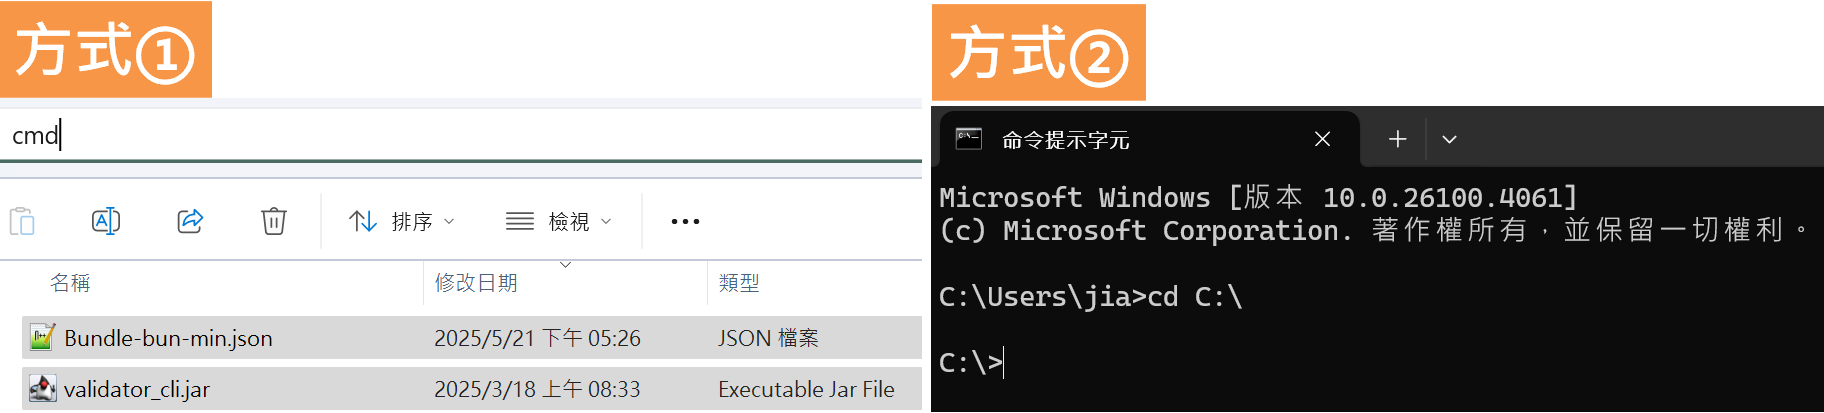 方式①
cmd
排序
檢視
名稱
修改日期
類型
Bundle-bun-min.json
2025/5/21 下午 05:26
JSON 檔案
validator_cli.jar
2025/3/18 上午 08:33
Executable Jar File
方式②
命令提示字元
Microsoft Windows [版本 10.0.26100.4061]
(c) Microsoft Corporation. 著作權所有，並保留一切權利。
C:\Users\jia>cd C:\
C:\>